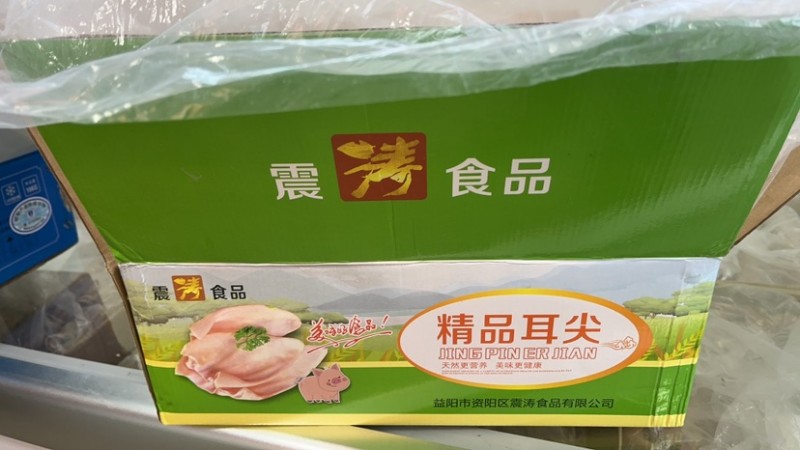 震涛食品
震涛食品
美好好食品!
精品耳尖
JING PIN ER JIAN
天然更营养 美味更健康
益阳市资阳区震涛食品有限公司